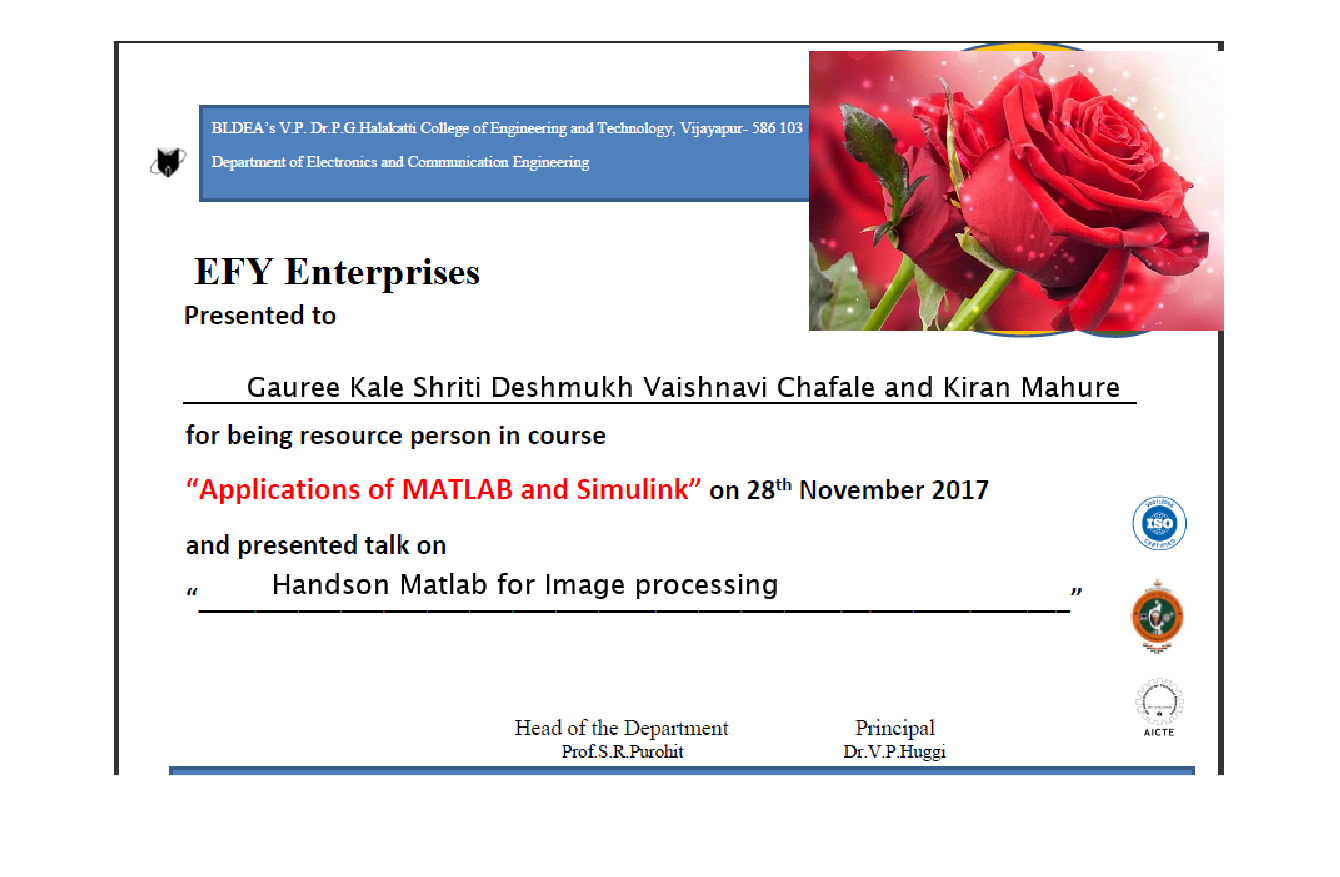 BLDEA's V.P. Dr.P.G.Halakatti College of Engineering and Technology, Vijayapur- 586 103
Department of Electronics and Communication Engineering
EFY Enterprises
Presented to
Gauree Kale Shriti Deshmukh Vaishnavi Chafale and Kiran Mahure
for being resource person in course
“Applications of MATLAB and Simulink” on 28th November 2017
and presented talk on
“Handson Matlab for Image processing”
ISO
CERTIFIED
AICTE
Head of the Department Principal
Prof.S.R.Purohit Dr.V.P.Huggi